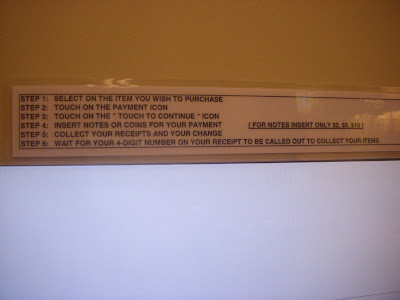 STEP 1: SELECT ON THE ITEM YOU WISH TO PURCHASE
STEP 2: TOUCH ON THE PAYMENT ICON
STEP 3: TOUCH ON THE " TOUCH TO CONTINUE " ICON
STEP 4: INSERT NOTES OR COINS FOR YOUR PAYMENT ( FOR NOTES INSERT ONLY $2, $5, $10 )
STEP 5: COLLECT YOUR RECEIPTS AND YOUR CHANGE
STEP 6: WAIT FOR YOUR 4-DIGIT NUMBER ON YOUR RECEIPT TO BE CALLED OUT TO COLLECT YOUR ITEMS